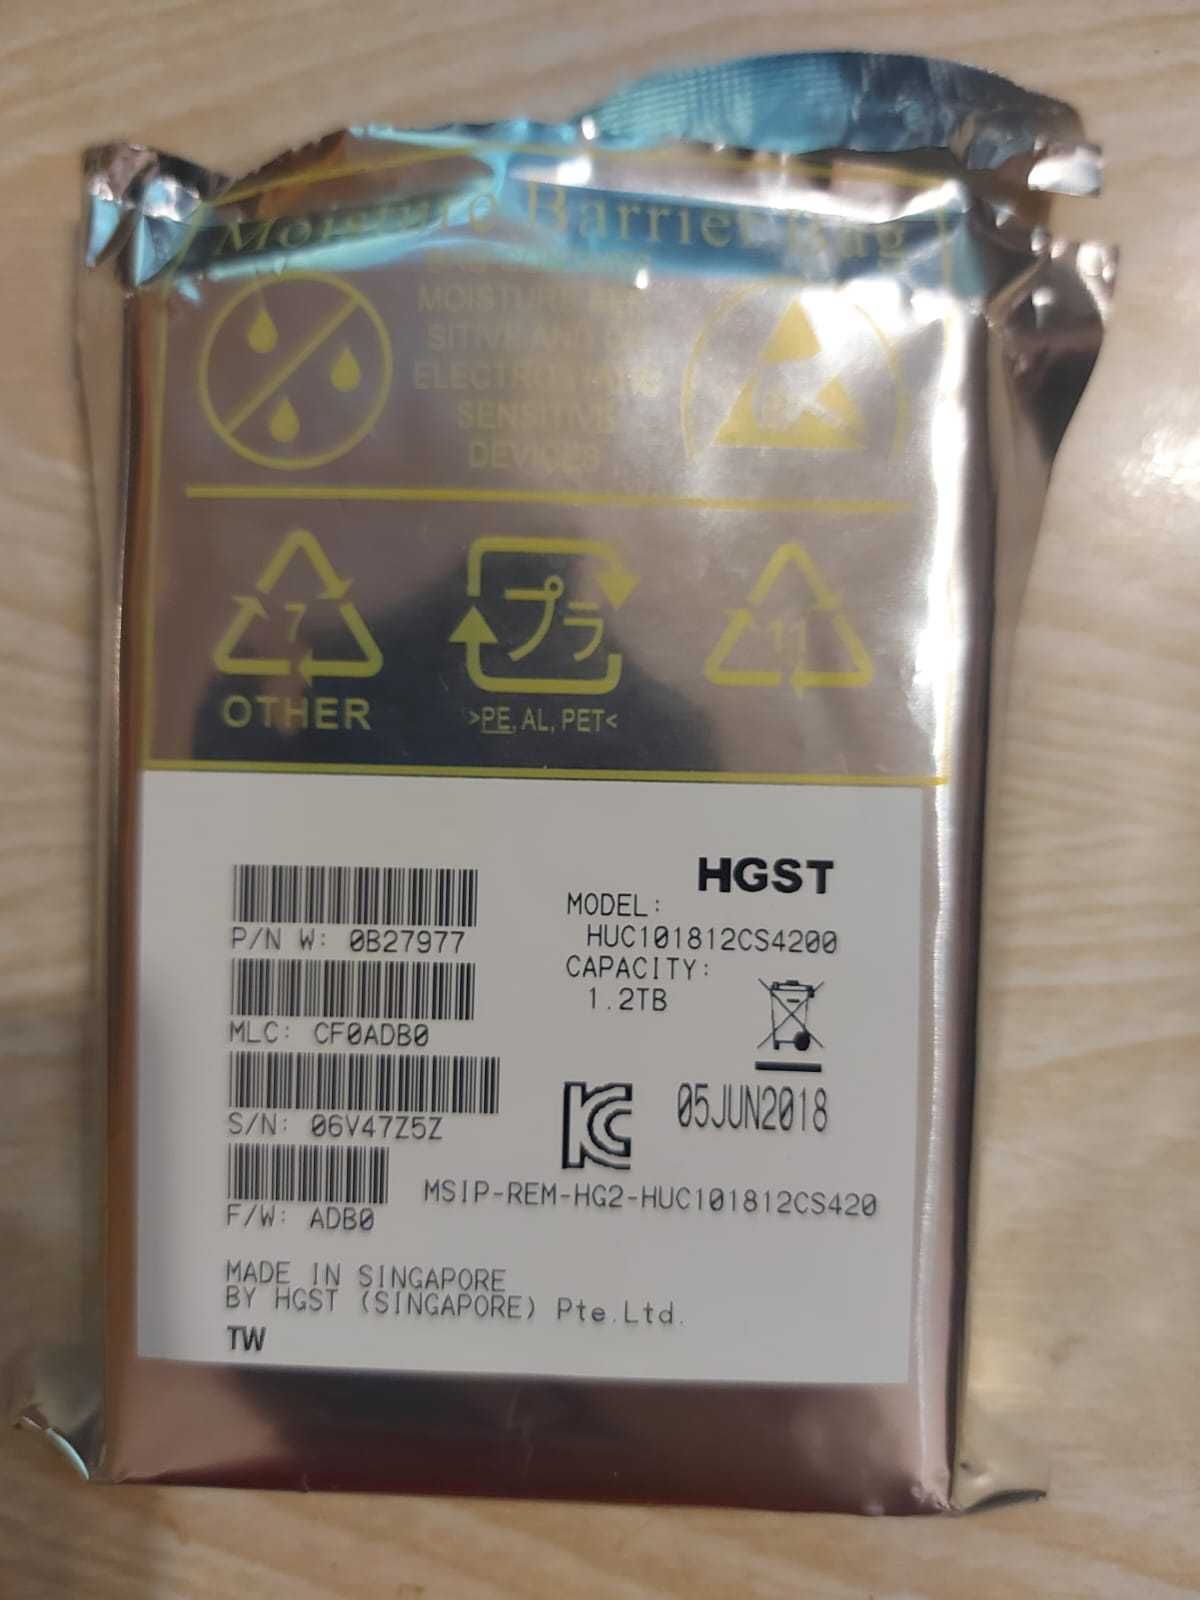 Moisture Barrier Bag
MOISTURE SEN
SITIVE AND
ELECTRO
SENSITIVE
DEVICES
7
OTHER
プラ
>PE, AL, PET<
11
HGST
MODEL:
HUC101812CS4200
CAPACITY:
1.2TB
P/N W: 0B27977
MLC: CF0ADB0
S/N: 06V47Z5Z
F/W: ADB0
05JUN2018
MSIP-REM-HG2-HUC101812CS420
MADE IN SINGAPORE
BY HGST (SINGAPORE) Pte.Ltd.
TW